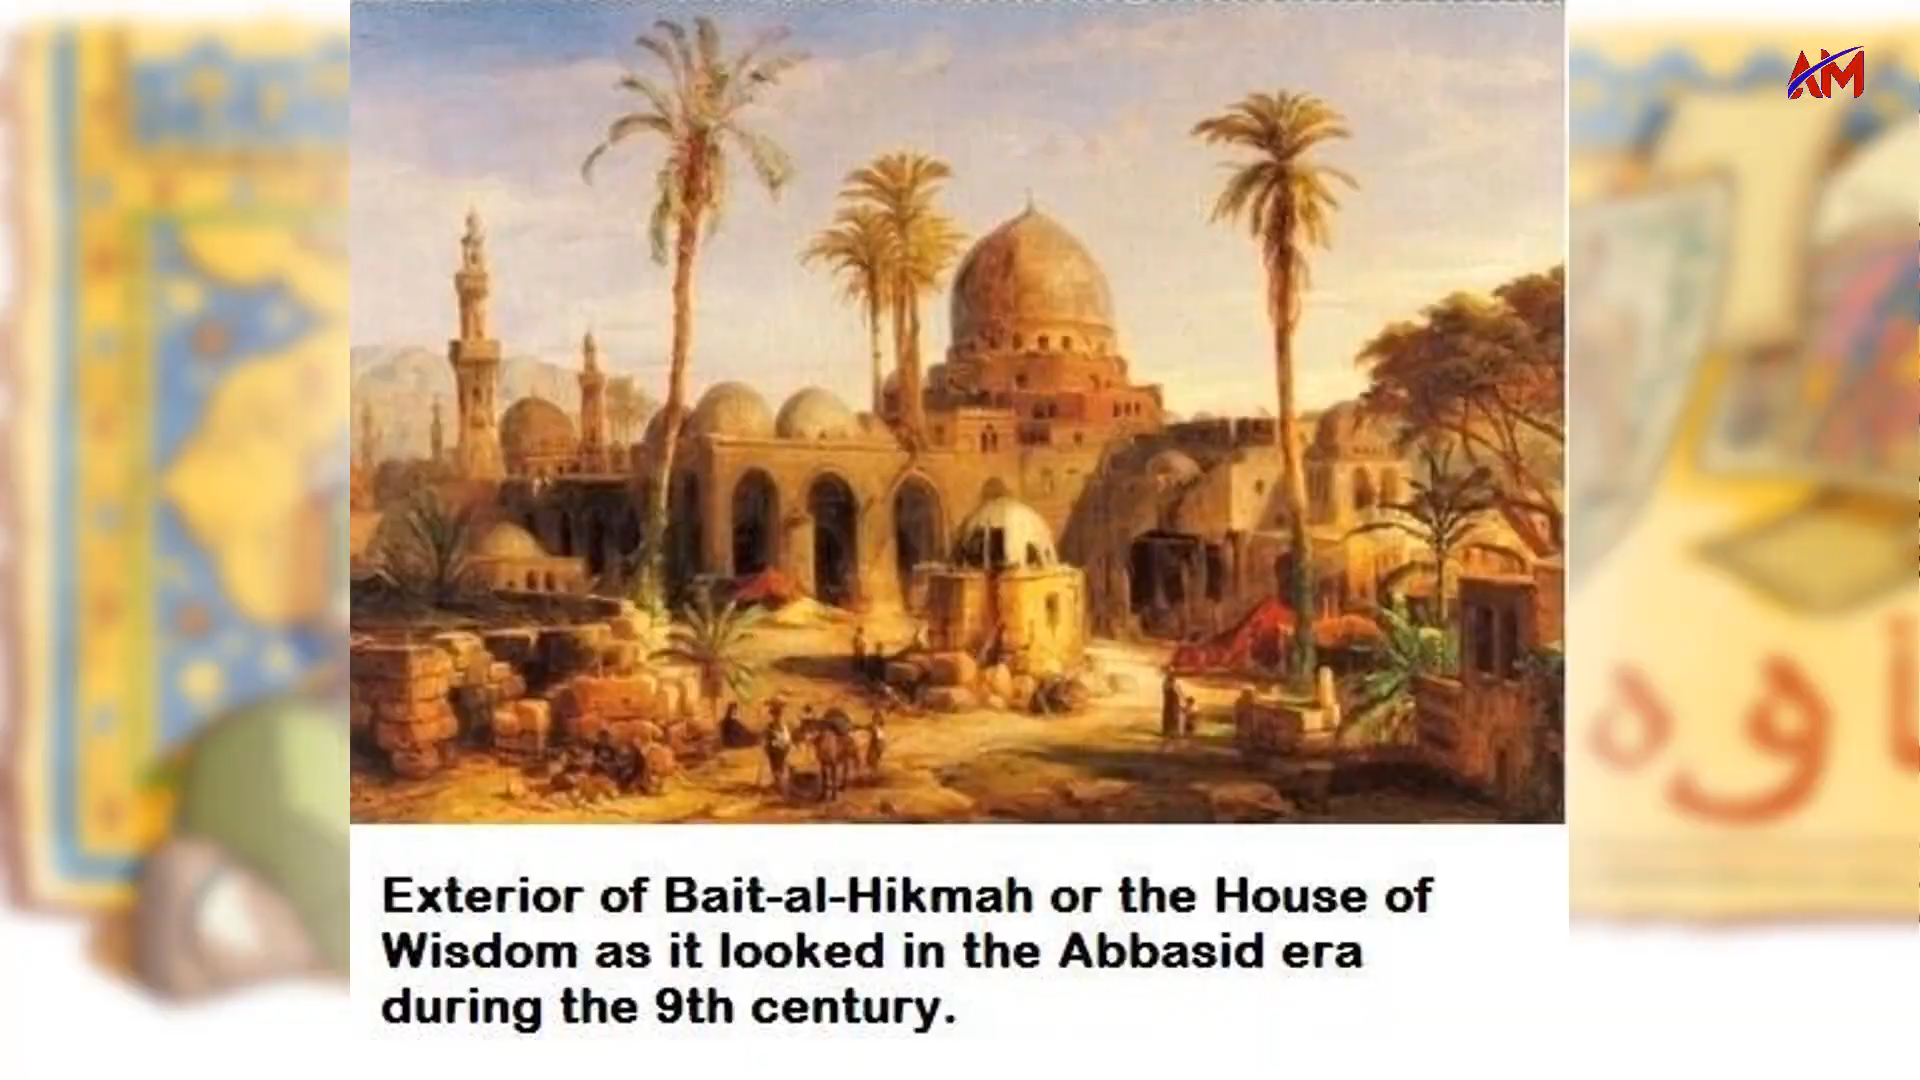 AM
Exterior of Bait-al-Hikmah or the House of
Wisdom as it looked in the Abbasid era
during the 9th century.